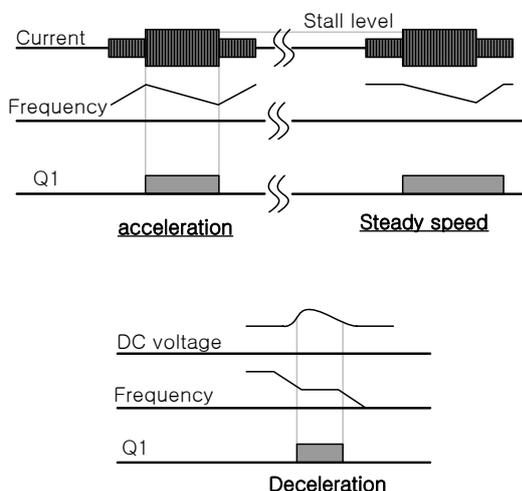 Stall level
Current
Frequency
Q1
acceleration
Steady speed
DC voltage
Frequency
Q1
Deceleration